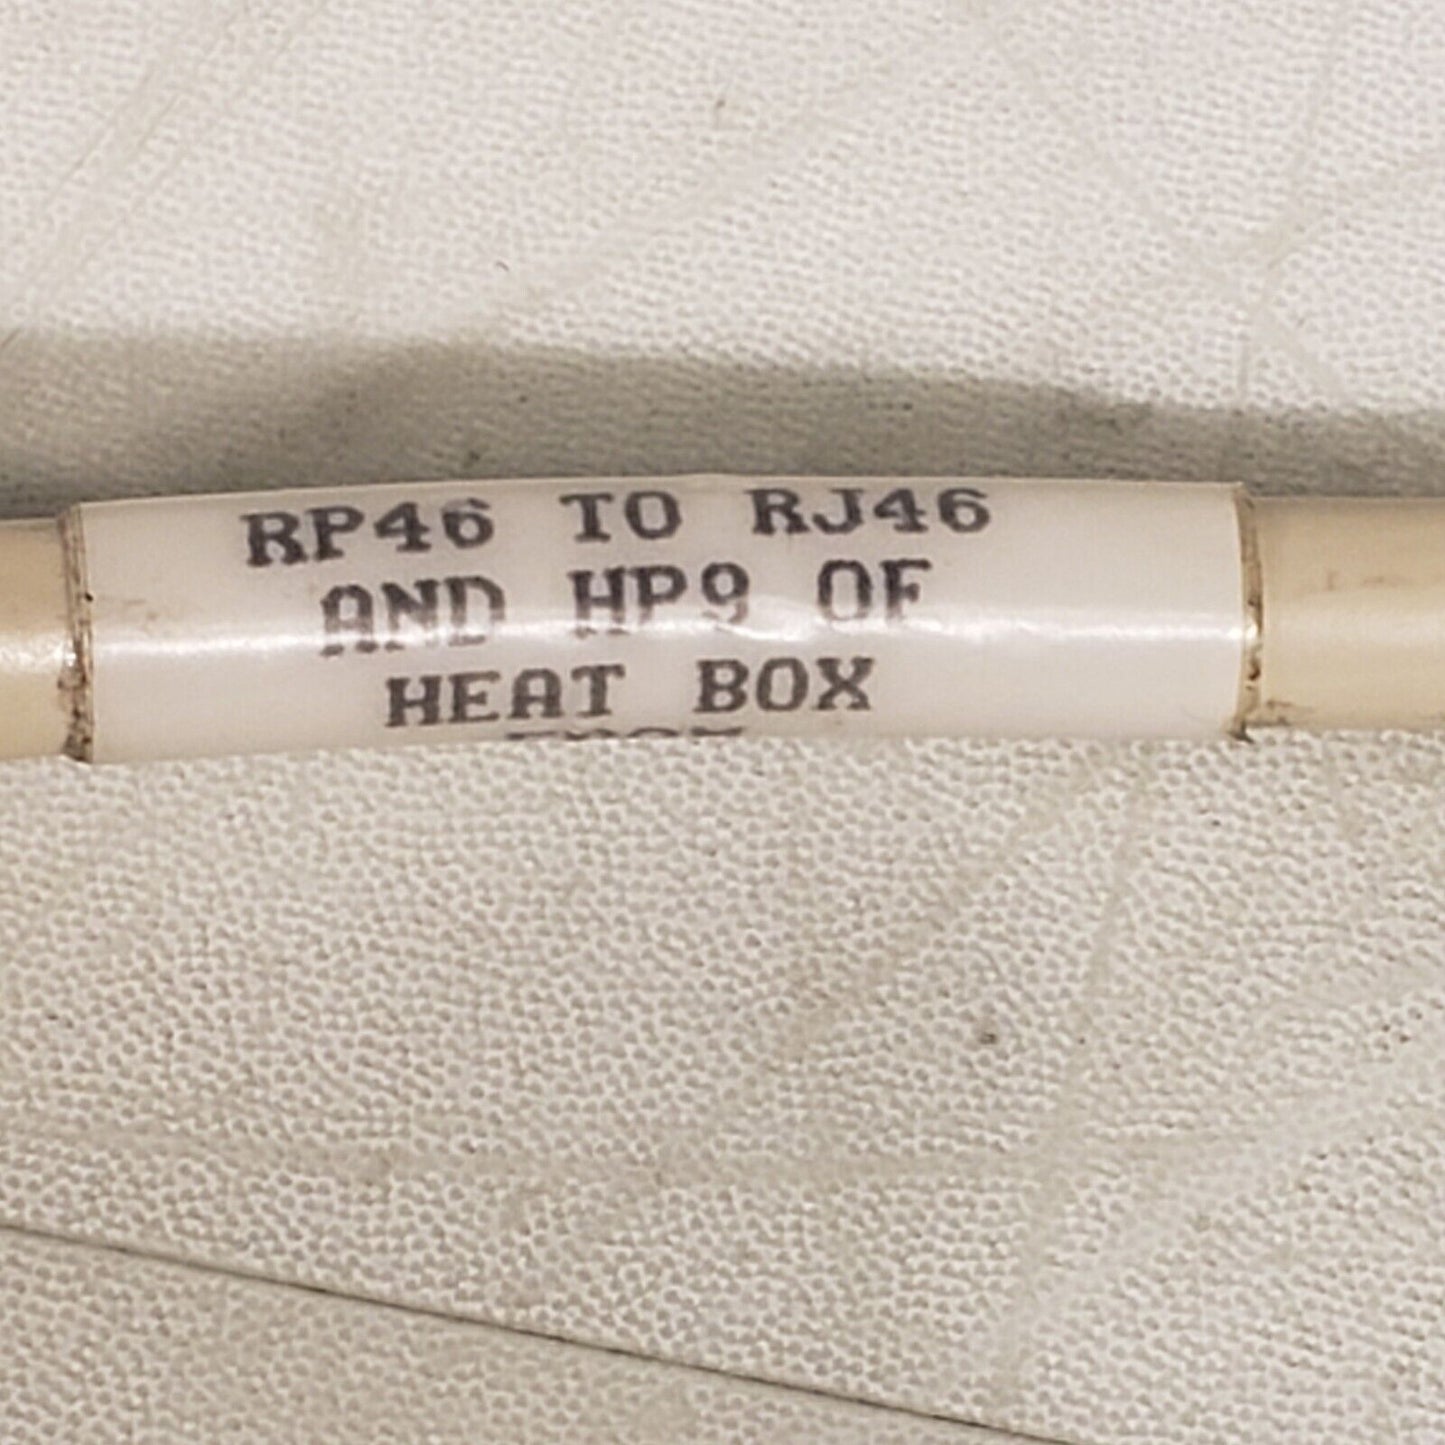 RP46 TO RJ46
AND HP9 OF
HEAT BOX